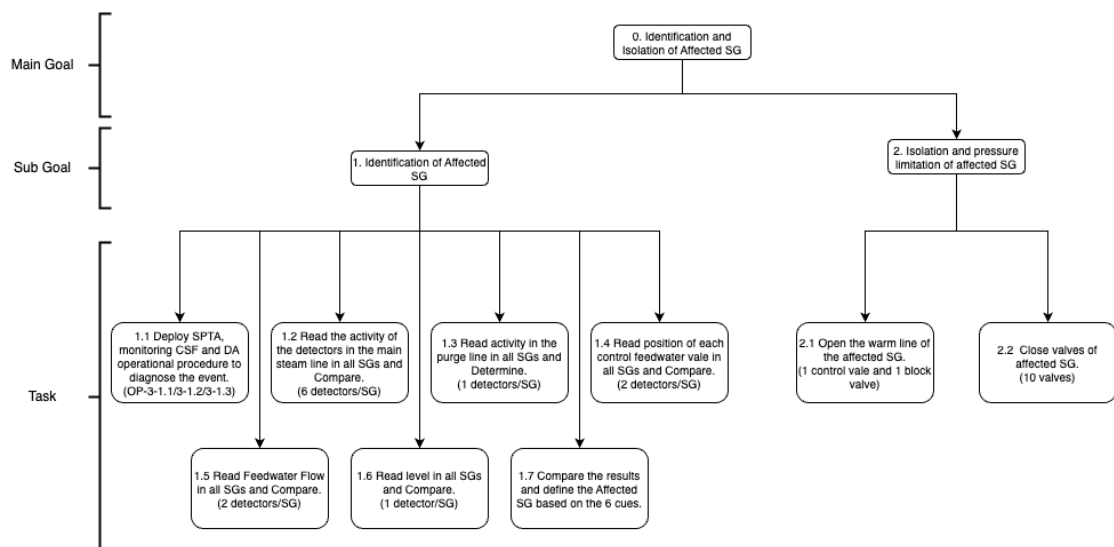 0. Identification and
Isolation of Affected SG
Main Goal
Sub Goal
1. Identification of Affected
SG
2. Isolation and pressure
limitation of affected SG
Task
1.1 Deploy SPTA,
monitoring CSF and DA
operational procedure to
diagnose the event.
(OP-3-1.1/3-1.2/3-1.3)
1.2 Read the activity of
the detectors in the main
steam line in all SGs and
Compare.
(6 detectors/SG)
1.3 Read activity in the
purge line in all SGs and
Determine.
(1 detectors/SG)
1.4 Read position of each
control feedwater vale in
all SGs and Compare.
(2 detectors/SG)
2.1 Open the warm line of
the affected SG.
(1 control vale and 1 block
valve)
2.2 Close valves of
affected SG.
(10 valves)
1.5 Read Feedwater Flow
in all SGs and Compare.
(2 detectors/SG)
1.6 Read level in all SGs
and Compare.
(1 detector/SG)
1.7 Compare the results
and define the Affected
SG based on the 6 cues.